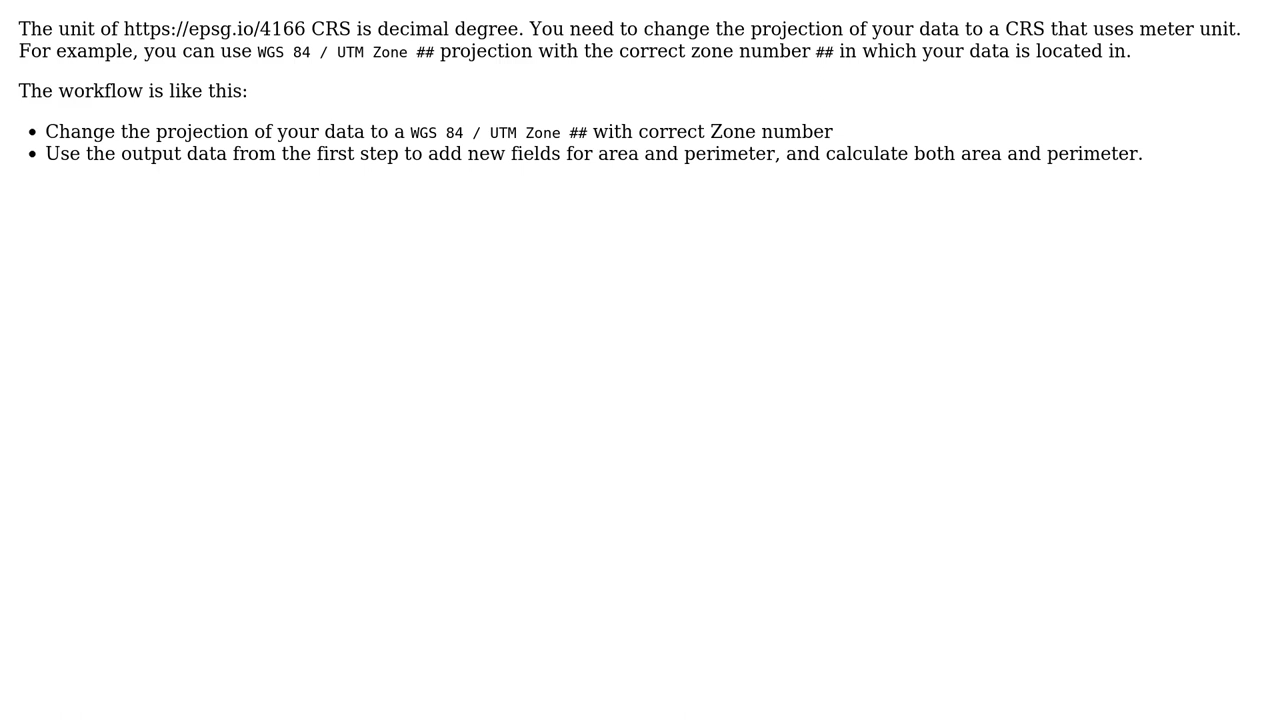 The unit of https://epsg.io/4166 CRS is decimal degree. You need to change the projection of your data to a CRS that uses meter unit.
For example, you can use WGS 84 / UTM Zone ## projection with the correct zone number ## in which your data is located in.
The workflow is like this:
• Change the projection of your data to a WGS 84 / UTM Zone ## with correct Zone number
• Use the output data from the first step to add new fields for area and perimeter, and calculate both area and perimeter.